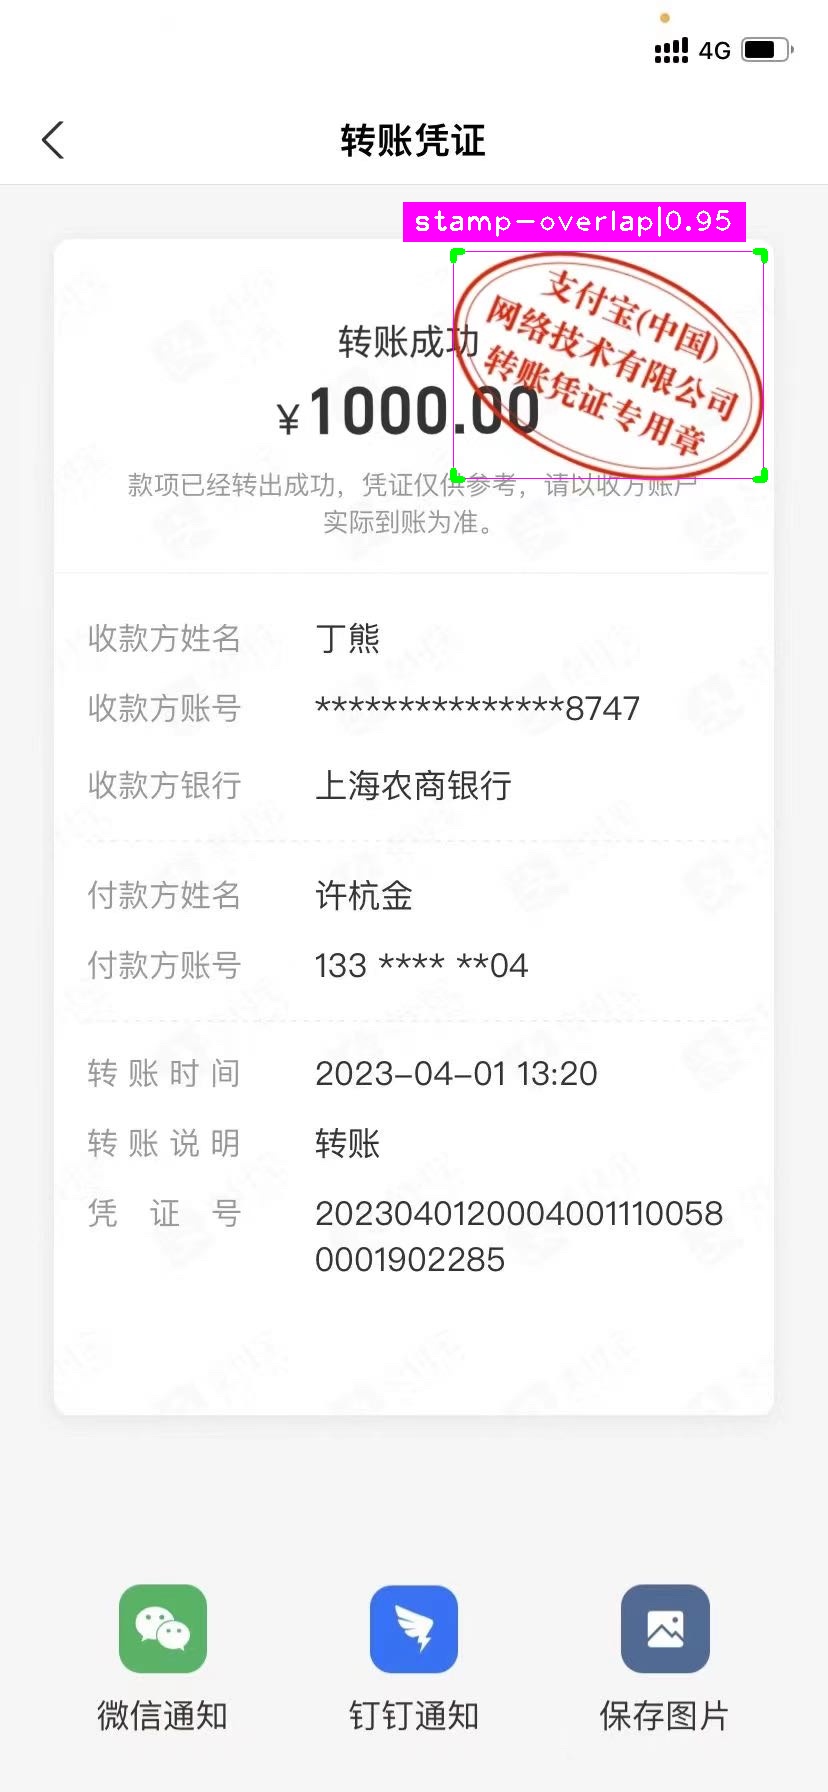 4G
转账凭证
stamp-overlap|0.95
支付宝(中国)
网络技术有限公司
转账凭证专用章
转账成功
¥1000.00
款项已经转出成功，凭证仅供参考，请以收方账户
实际到账为准。
收款方姓名 丁熊
收款方账号 ***************8747
收款方银行 上海农商银行
付款方姓名 许杭金
付款方账号 133 **** **04
转账时间 2023-04-01 13:20
转账说明 转账
凭证号 2023040120004001110058
0001902285
微信通知 钉钉通知 保存图片